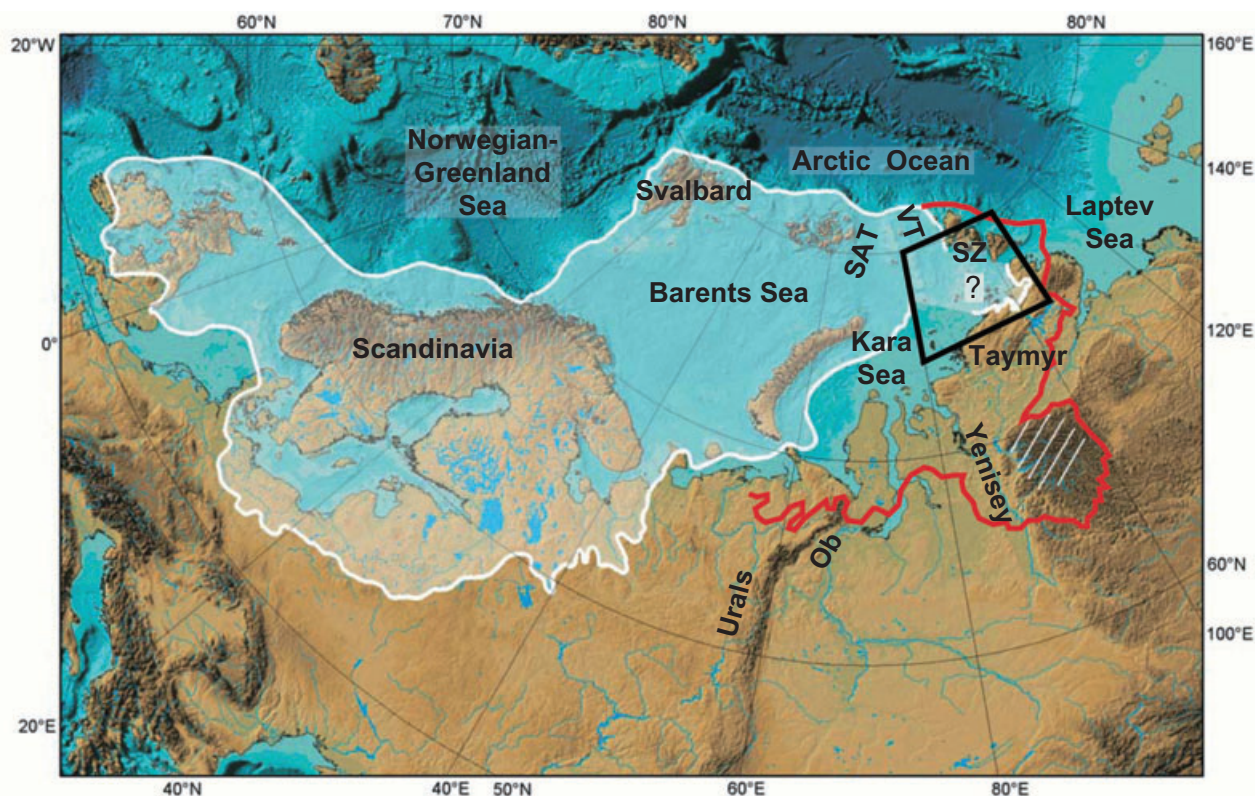 60°N
70°N
80°N
80°N
20°W
160°E
Norwegian-
Greenland
Sea
Arctic Ocean
140°E
Svalbard
Laptev
Sea
VT
SAT
SZ
?
Barents Sea
0°
Scandinavia
Kara
Sea
Taymyr
120°E
Yenisey
Ob
Urals
60°N
100°E
20°E
40°N
40°E
50°N
60°E
80°E